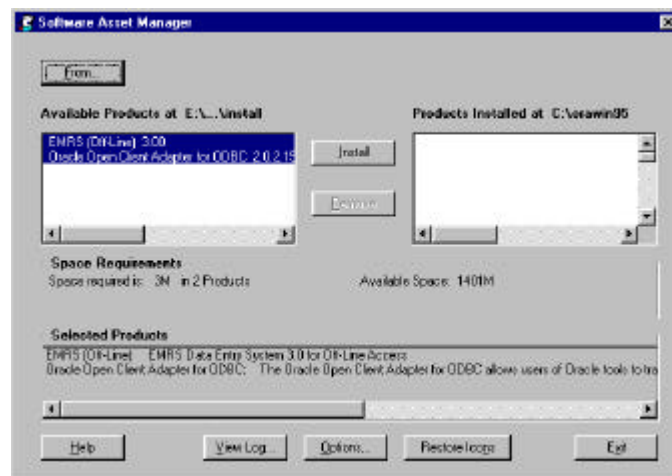 Software Asset Manager
From...
Available Products at E:\...\install
Products Installed at C:\orawin95
EMRS (Off-Line) 3.00
Oracle Open Client Adapter for ODBC 2.0.2.15
Install
Remove
Space Requirements
Space required is: 3M in 2 Products
Available Space: 1401M
Selected Products
EMRS (Off-Line) EMRS Data Entry System 3.0 for Off-Line Access
Oracle Open Client Adapter for ODBC: The Oracle Open Client Adapter for ODBC allows users of Oracle tools to tra
Help
View Log...
Options...
Restore Icons
Exit